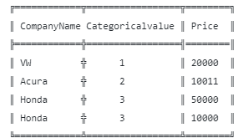 CompanyName Categoricalvalue Price
VW 1 20000
Acura 2 10011
Honda 3 50000
Honda 3 10000